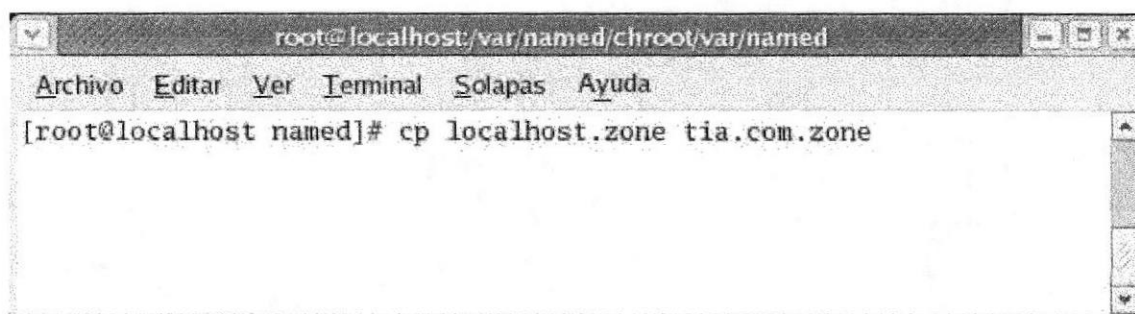 root@localhost:/var/named/chroot/var/named
Archivo Editar Ver Terminal Solapas Ayuda
[root@localhost named]# cp localhost.zone tia.com.zone